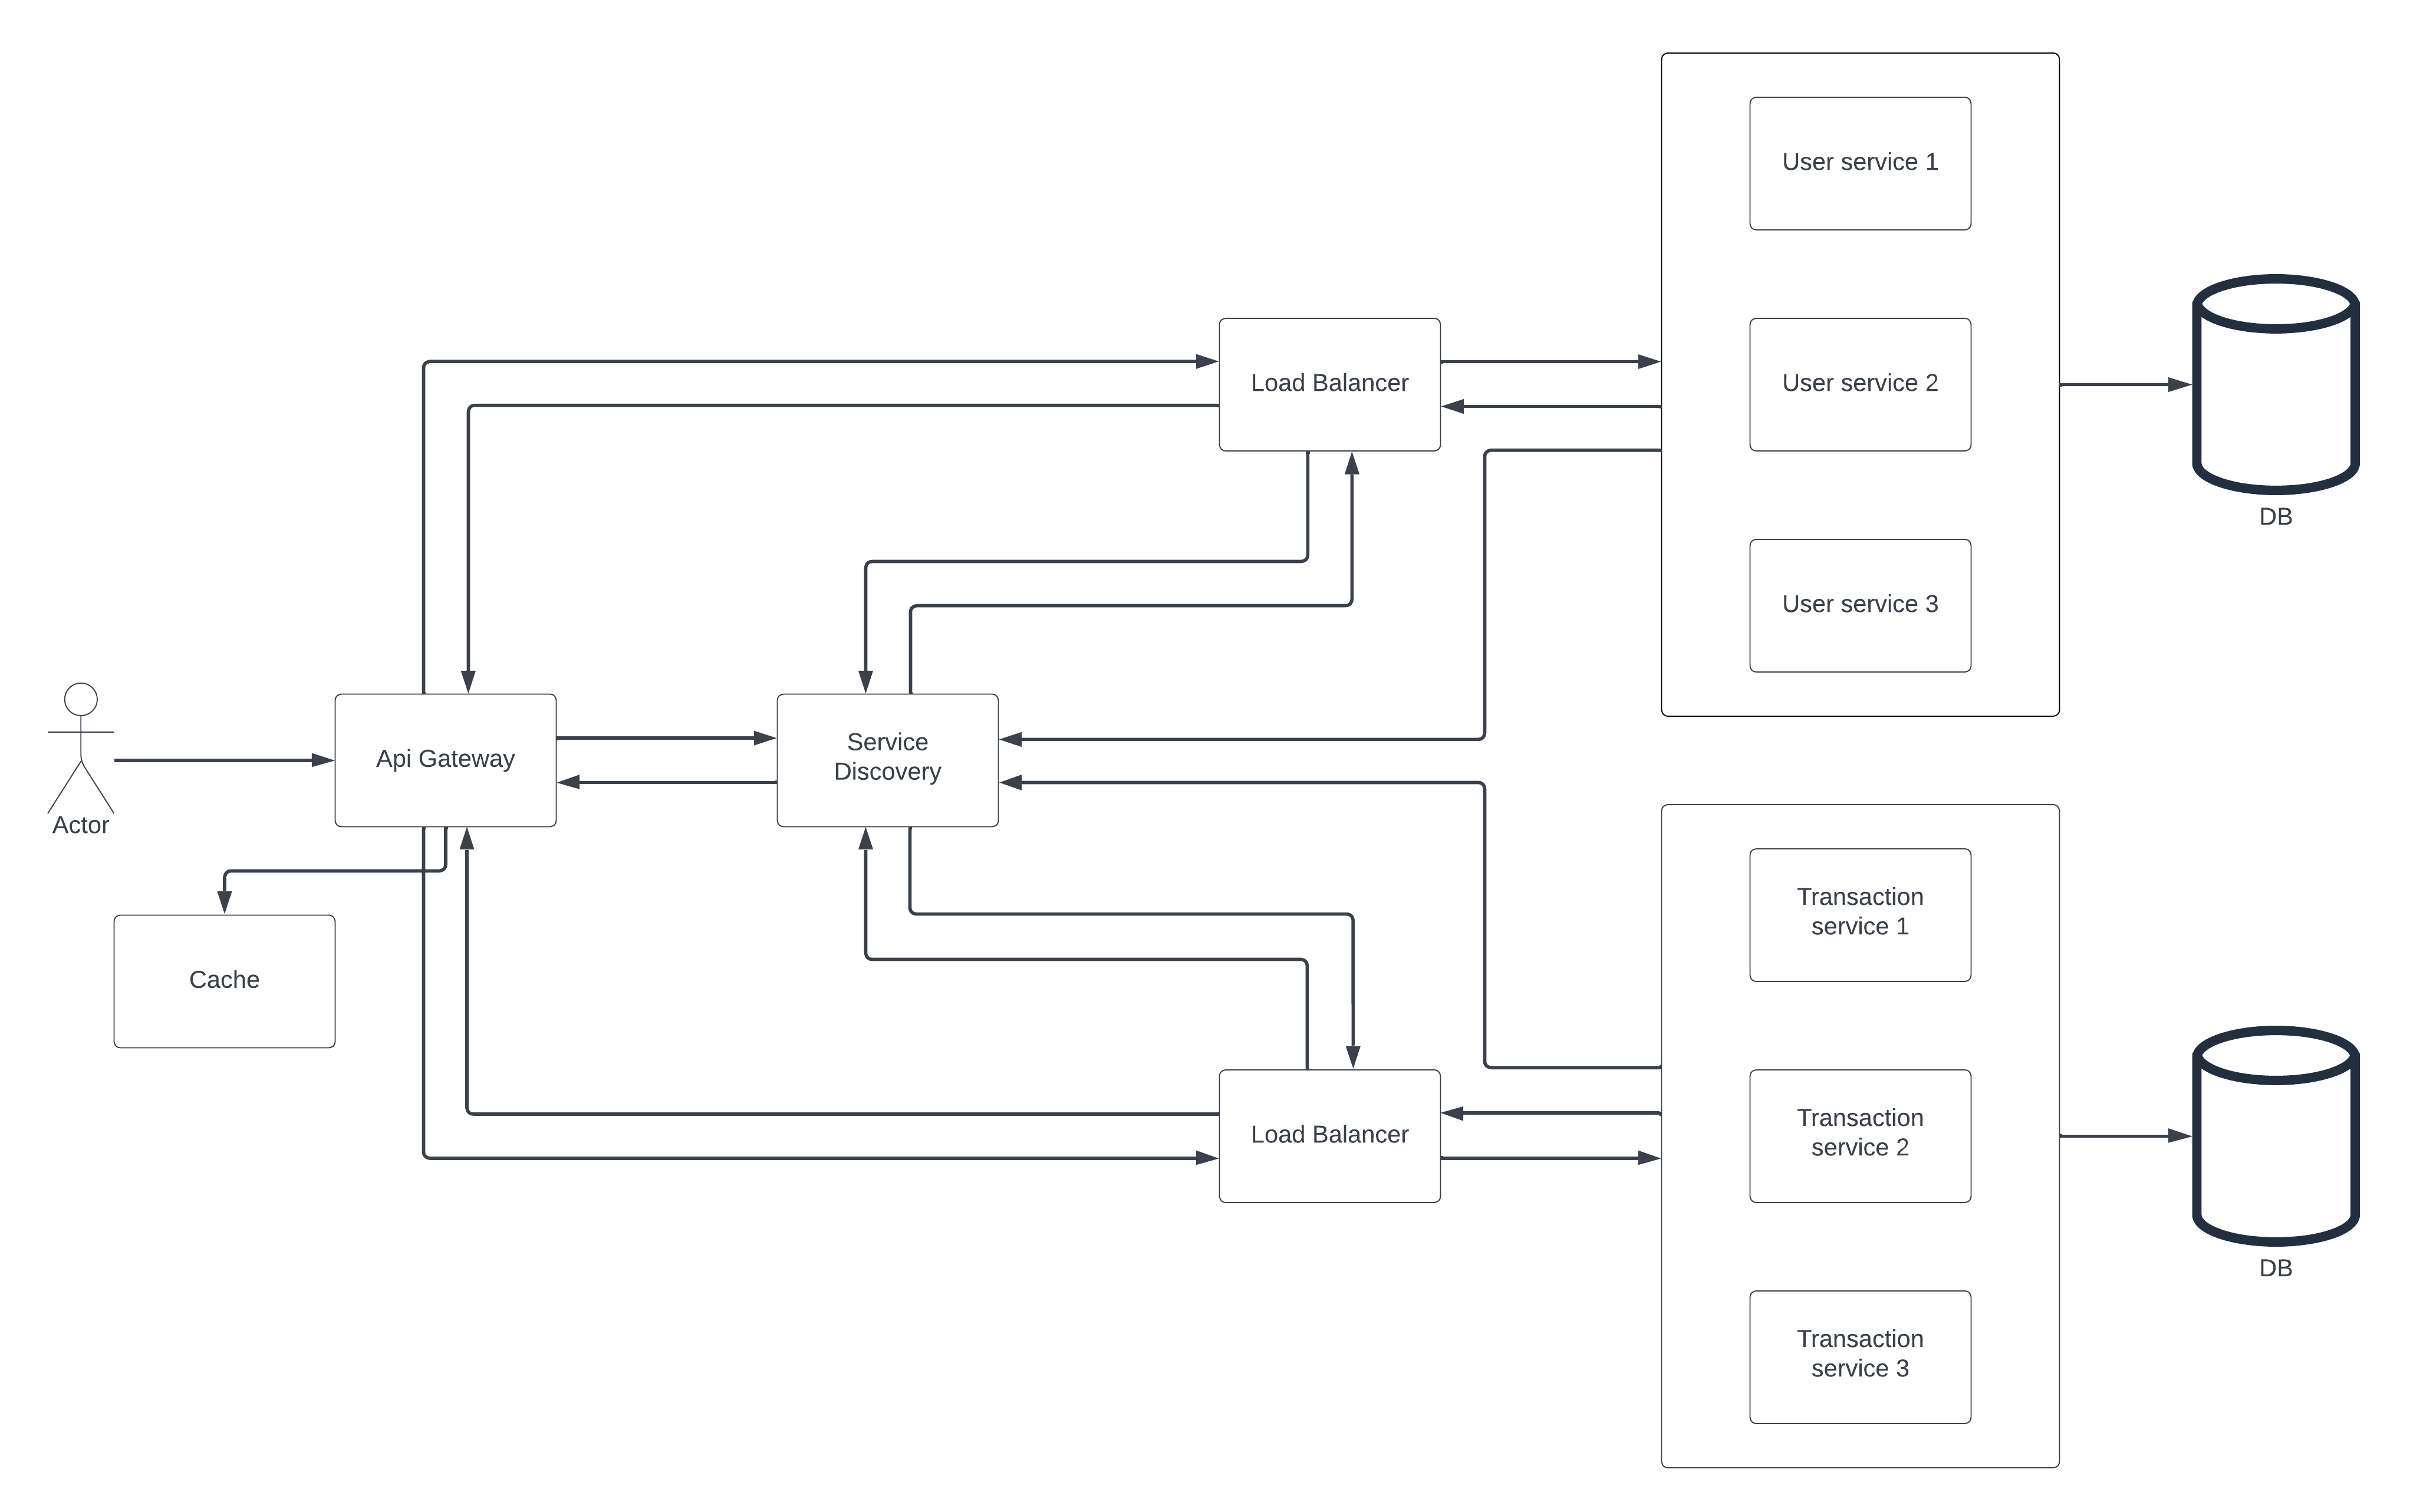 User service 1
User service 2
User service 3
DB
Load Balancer
Actor
Api Gateway
Service
Discovery
Cache
Load Balancer
Transaction
service 1
Transaction
service 2
Transaction
service 3
DB